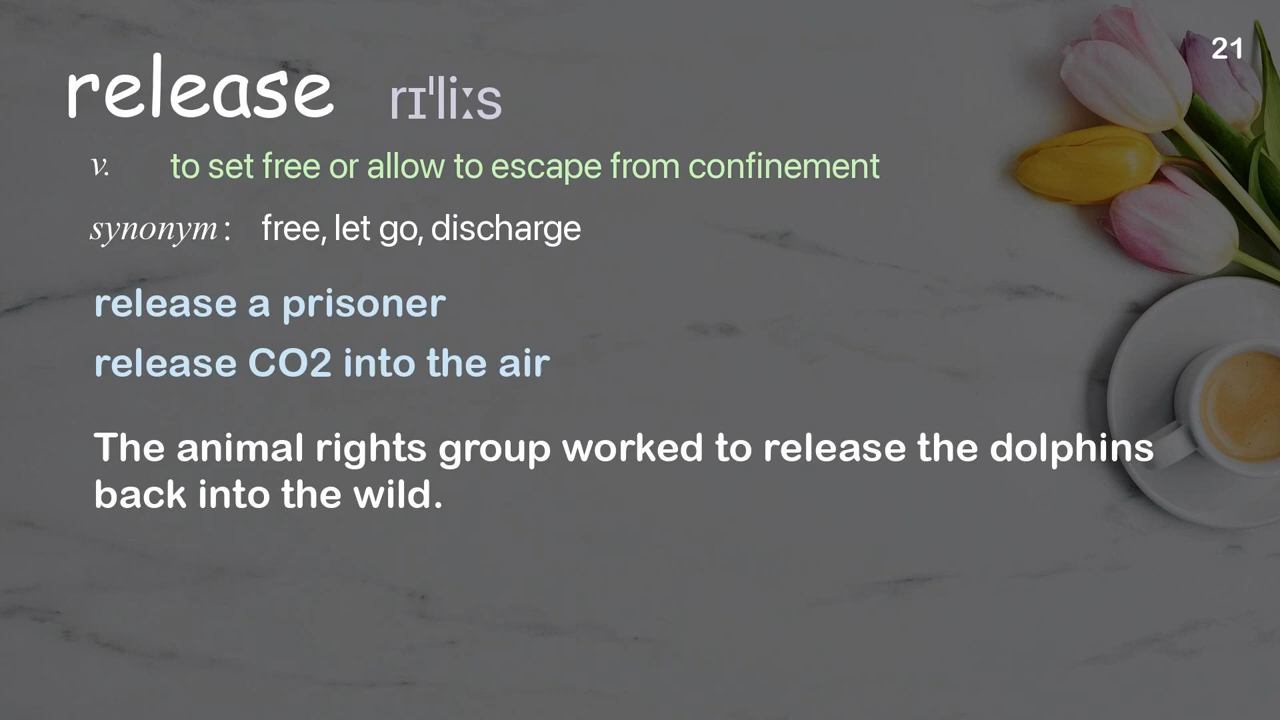 21
release rɪˈliːs
v. to set free or allow to escape from confinement
synonym : free, let go, discharge
release a prisoner
release CO2 into the air
The animal rights group worked to release the dolphins
back into the wild.